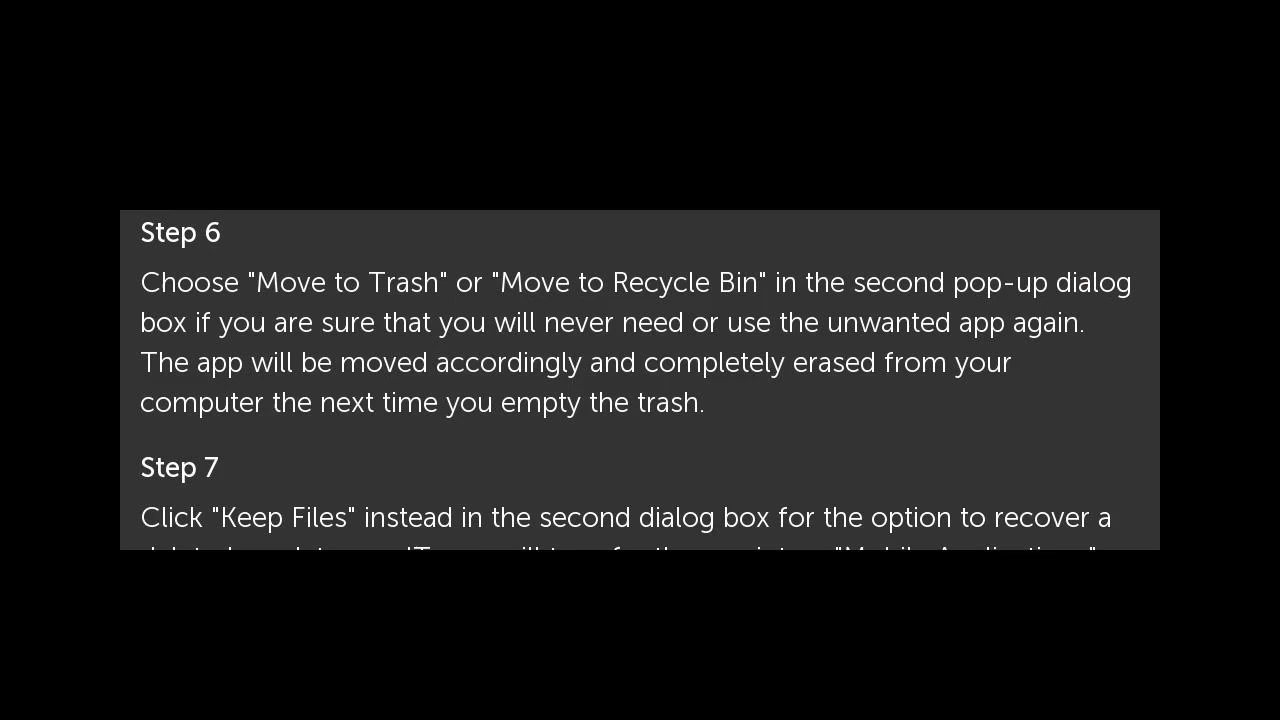 Step 6
Choose "Move to Trash" or "Move to Recycle Bin" in the second pop-up dialog
box if you are sure that you will never need or use the unwanted app again.
The app will be moved accordingly and completely erased from your
computer the next time you empty the trash.
Step 7
Click "Keep Files" instead in the second dialog box for the option to recover a